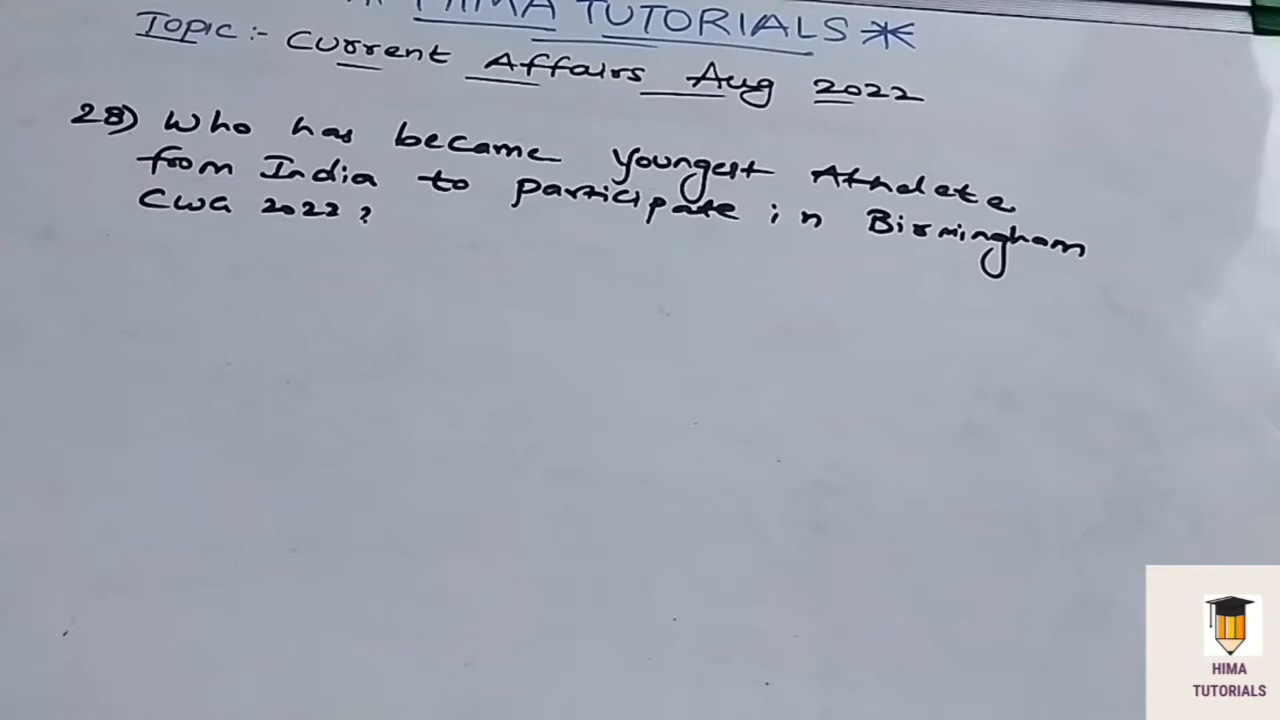 HIMA TUTORIALS *
Topic :- Current Affairs Aug 2022
28) Who has became youngest Athelete
from India to participate in Birmingham
CWG 2022 ?
HIMA
TUTORIALS